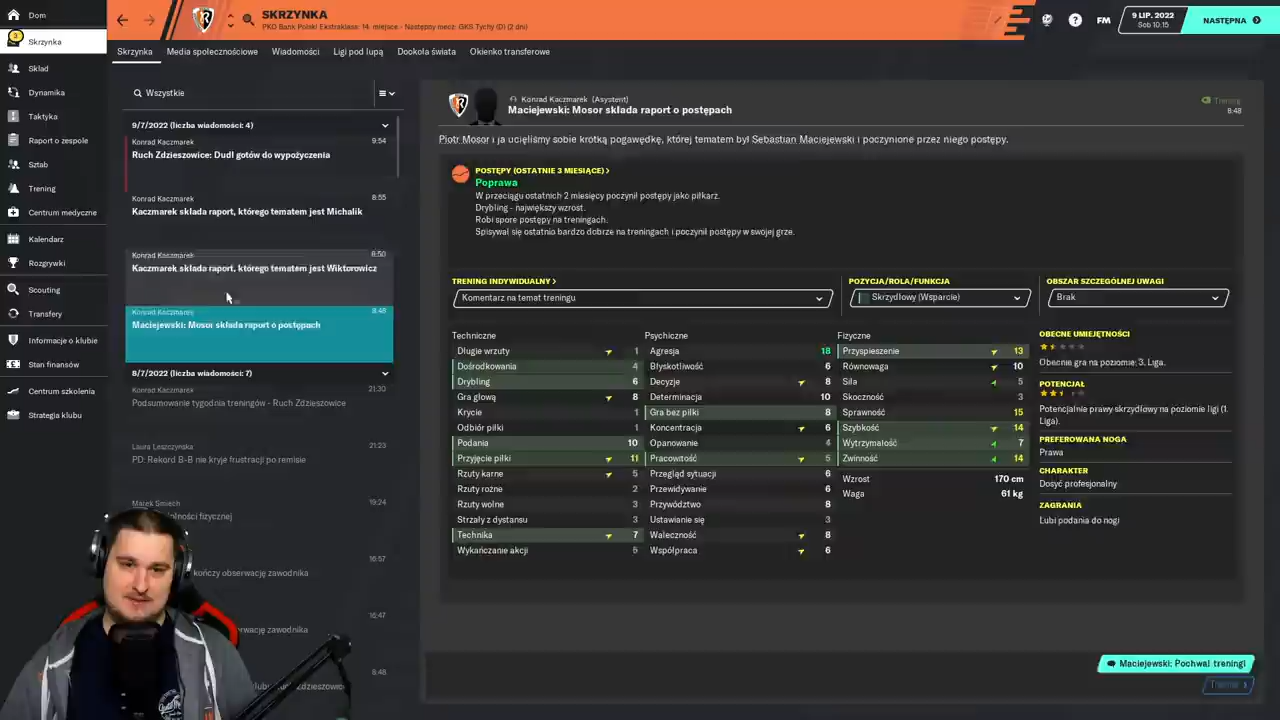 Dom
3
Skrzynka
Skład
Dynamika
Taktyka
Raport o zespole
Sztab
Trening
Centrum medyczne
Kalendarz
Rozgrywki
Scouting
Transfery
Informacje o klubie
Stan finansów
Centrum szkolenia
Strategia klubu
SKRZYNKA
PKO Bank Polski Ekstraklasa: 14. miejsce - Następny mecz: GKS Tychy (D) (2 dni)
FM
9 LIP. 2022
Sob 10:15
NASTĘPNA
Skrzynka
Media społecznościowe
Wiadomości
Ligi pod lupą
Dookoła świata
Okienko transferowe
Wszystkie
9/7/2022 (liczba wiadomości: 4)
Konrad Kaczmarek 9:54
Ruch Zdzieszowice: Dudl gotów do wypożyczenia
Konrad Kaczmarek 8:55
Kaczmarek składa raport, którego tematem jest Michalik
Konrad Kaczmarek 8:50
Kaczmarek składa raport, którego tematem jest Wiktorowicz
Konrad Kaczmarek 8:48
Maciejewski: Mosor składa raport o postępach
8/7/2022 (liczba wiadomości: 7)
Konrad Kaczmarek 21:30
Podsumowanie tygodnia treningów - Ruch Zdzieszowice
Laura Leszczyńska 21:23
PD: Rekord B-B nie kryje frustracji po remisie
Marek Śmiech 19:24
fizycznej
16:57
kończy obserwację zawodnika
16:47
zawodnika
8:48
Konrad Kaczmarek (Asystent)
Maciejewski: Mosor składa raport o postępach
Trening
8:48
Piotr Mosor i ja ucięliśmy sobie krótką pogawędkę, której tematem był Sebastian Maciejewski i poczynione przez niego postępy.
POSTĘPY (OSTATNIE 3 MIESIĄCE) >
Poprawa
W przeciągu ostatnich 2 miesięcy poczynił postępy jako piłkarz.
Drybling - największy wzrost.
Robi spore postępy na treningach.
Spisywał się ostatnio bardzo dobrze na treningach i poczynił postępy w swojej grze.
TRENING INDYWIDUALNY >
Komentarz na temat treningu
POZYCJA/ROLA/FUNKCJA
Skrzydłowy (Wsparcie)
OBSZAR SZCZEGÓLNEJ UWAGI
Brak
Techniczne
Długie wrzuty 1
Dośrodkowania 4
Drybling 6
Gra głową 8
Krycie 1
Odbiór piłki 1
Podania 10
Przyjęcie piłki 11
Rzuty karne 5
Rzuty rożne 2
Rzuty wolne 3
Strzały z dystansu 3
Technika 7
Wykańczanie akcji 5
Psychiczne
Agresja 18
Błyskotliwość 6
Decyzje 8
Determinacja 10
Gra bez piłki 8
Koncentracja 6
Opanowanie 4
Pracowitość 5
Przegląd sytuacji 6
Przewidywanie 6
Przywództwo 8
Ustawianie się 3
Waleczność 8
Współpraca 6
Fizyczne
Przyspieszenie 13
Równowaga 10
Siła 5
Skoczność 3
Sprawność 15
Szybkość 14
Wytrzymałość 7
Zwinność 14
Wzrost 170 cm
Waga 61 kg
OBECNE UMIEJĘTNOŚCI
Obecnie gra na poziomie: 3. Liga.
POTENCJAŁ
Potencjalnie prawy skrzydłowy na poziomie ligi (1.
Liga).
PREFEROWANA NOGA
Prawa
CHARAKTER
Dosyć profesjonalny
ZAGRANIA
Lubi podania do nogi
Maciejewski: Pochwal treningi
Trening >